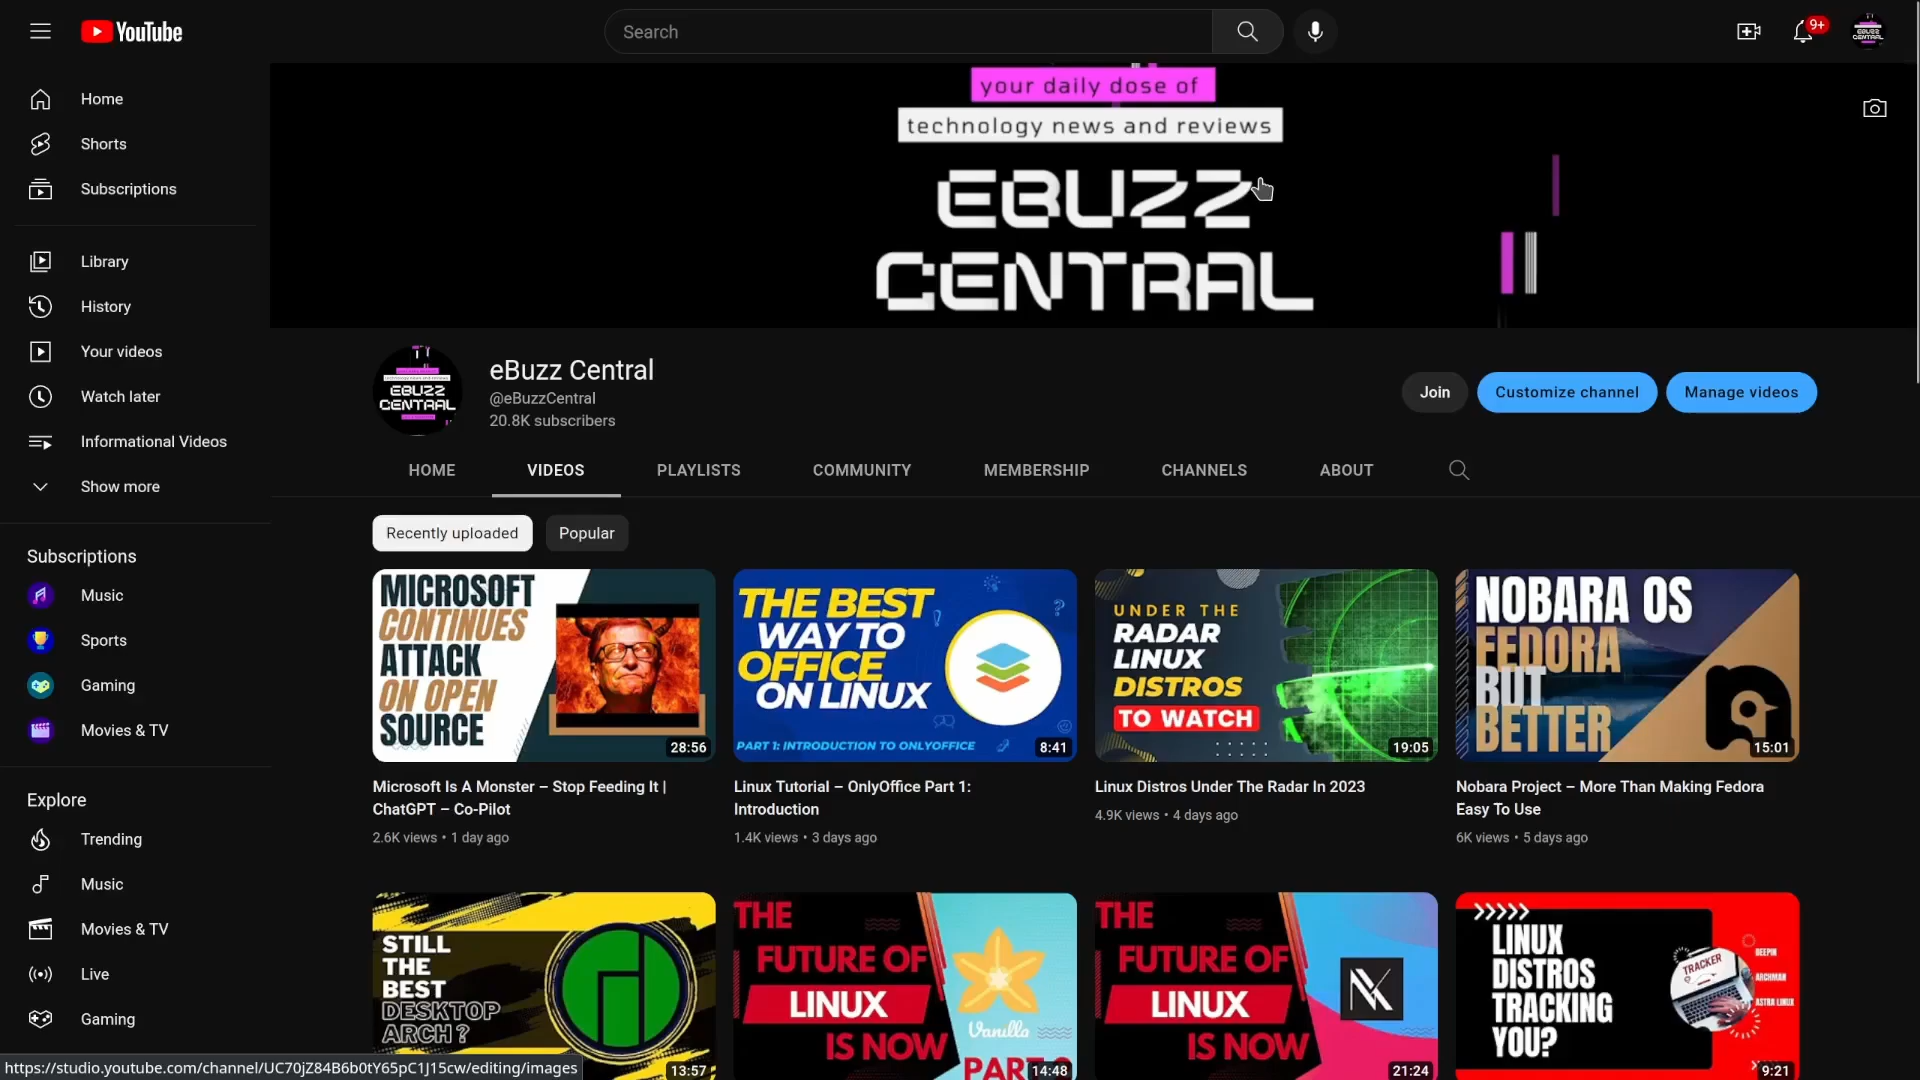 YouTube
Search
9+
Home
Shorts
Subscriptions
Library
History
Your videos
Watch later
Informational Videos
Show more
Subscriptions
Music
Sports
Gaming
Movies & TV
Explore
Trending
Music
Movies & TV
Live
Gaming
your daily dose of
technology news and reviews
EBUZZ
CENTRAL
EBUZZ
CENTRAL
eBuzz Central
@eBuzzCentral
20.8K subscribers
Join
Customize channel
Manage videos
HOME
VIDEOS
PLAYLISTS
COMMUNITY
MEMBERSHIP
CHANNELS
ABOUT
Recently uploaded
Popular
MICROSOFT
CONTINUES
ATTACK
ON OPEN
SOURCE
28:56
Microsoft Is A Monster – Stop Feeding It |
ChatGPT – Co-Pilot
2.6K views • 1 day ago
THE BEST
WAY TO
OFFICE
ON LINUX
PART 1: INTRODUCTION TO ONLYOFFICE
8:41
Linux Tutorial – OnlyOffice Part 1:
Introduction
1.4K views • 3 days ago
UNDER THE
RADAR
LINUX
DISTROS
TO WATCH
19:05
Linux Distros Under The Radar In 2023
4.9K views • 4 days ago
NOBARA OS
FEDORA
BUT
BETTER
15:01
Nobara Project – More Than Making Fedora
Easy To Use
6K views • 5 days ago
STILL
THE
BEST
DESKTOP
ARCH ?
13:57
THE
FUTURE OF
LINUX
IS NOW
Vanilla
14:48
THE
FUTURE OF
LINUX
IS NOW
21:24
LINUX
DISTROS
TRACKING
YOU?
TRACKER
DEEPIN
ARCHMAN
ASTRA LINUX
9:21
https://studio.youtube.com/channel/UC70jZ84B6b0tY65pC1J15cw/editing/images